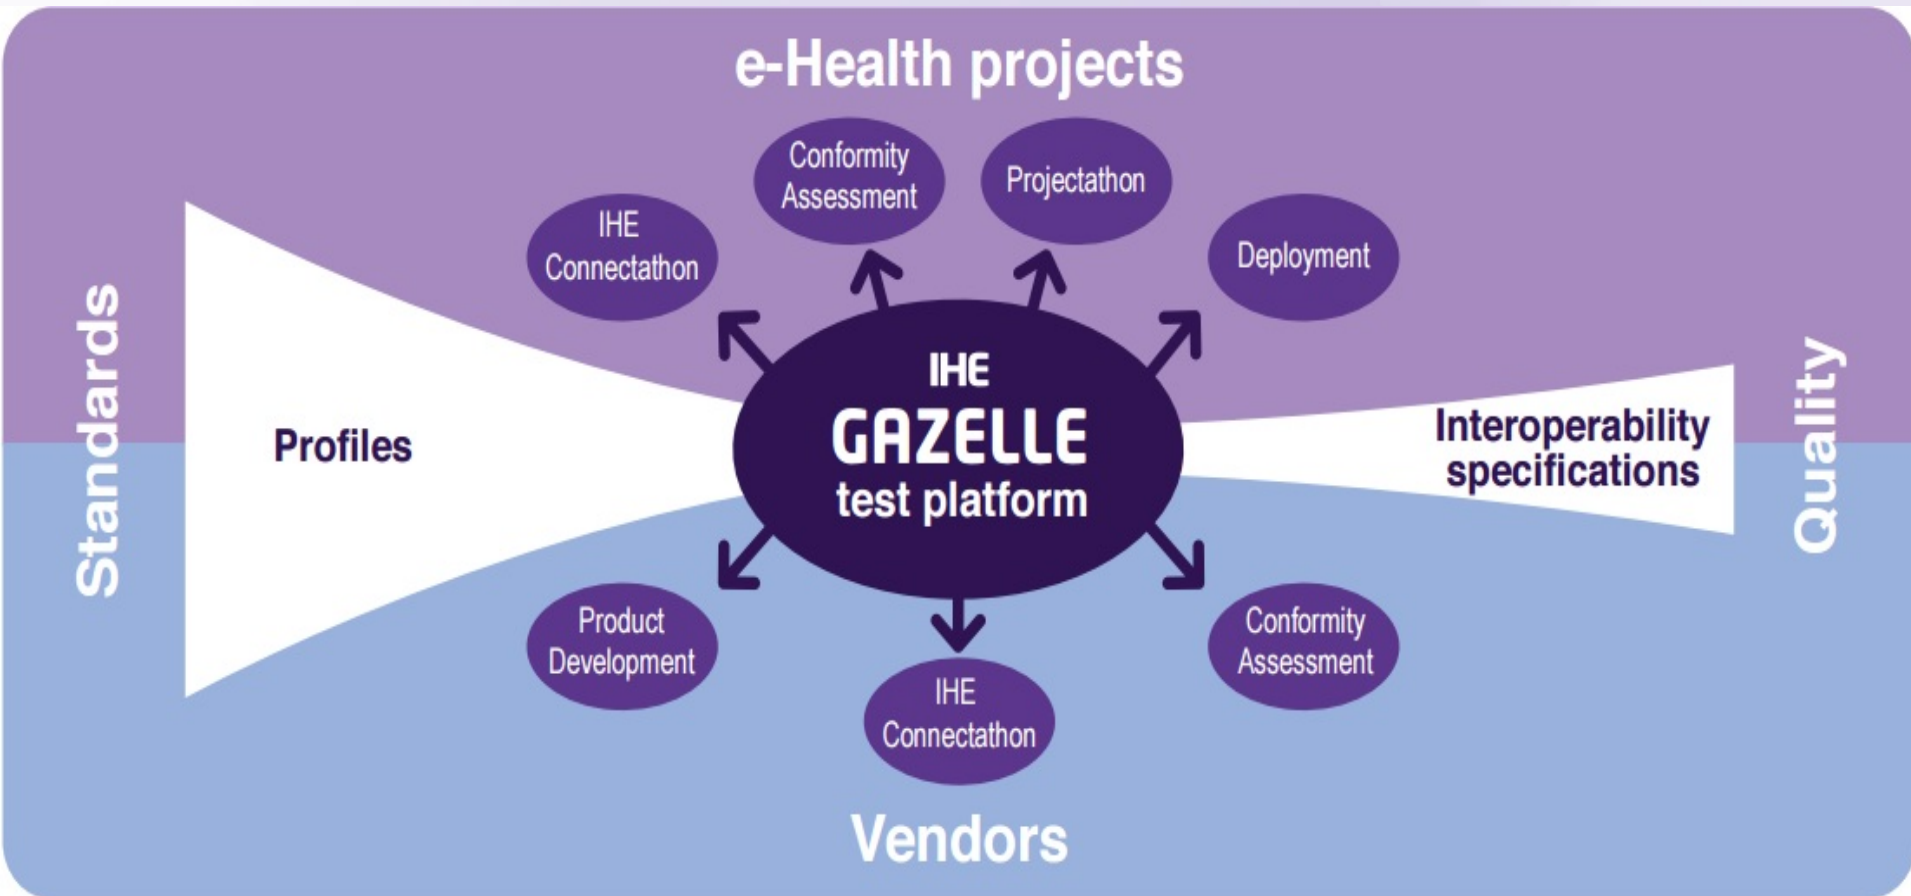 e-Health projects
Conformity
Assessment
Projectathon
IHE
Connectathon
Deployment
Standards
Profiles
IHE
GAZELLE
test platform
Interoperability
specifications
Quality
Product
Development
IHE
Connectathon
Conformity
Assessment
Vendors